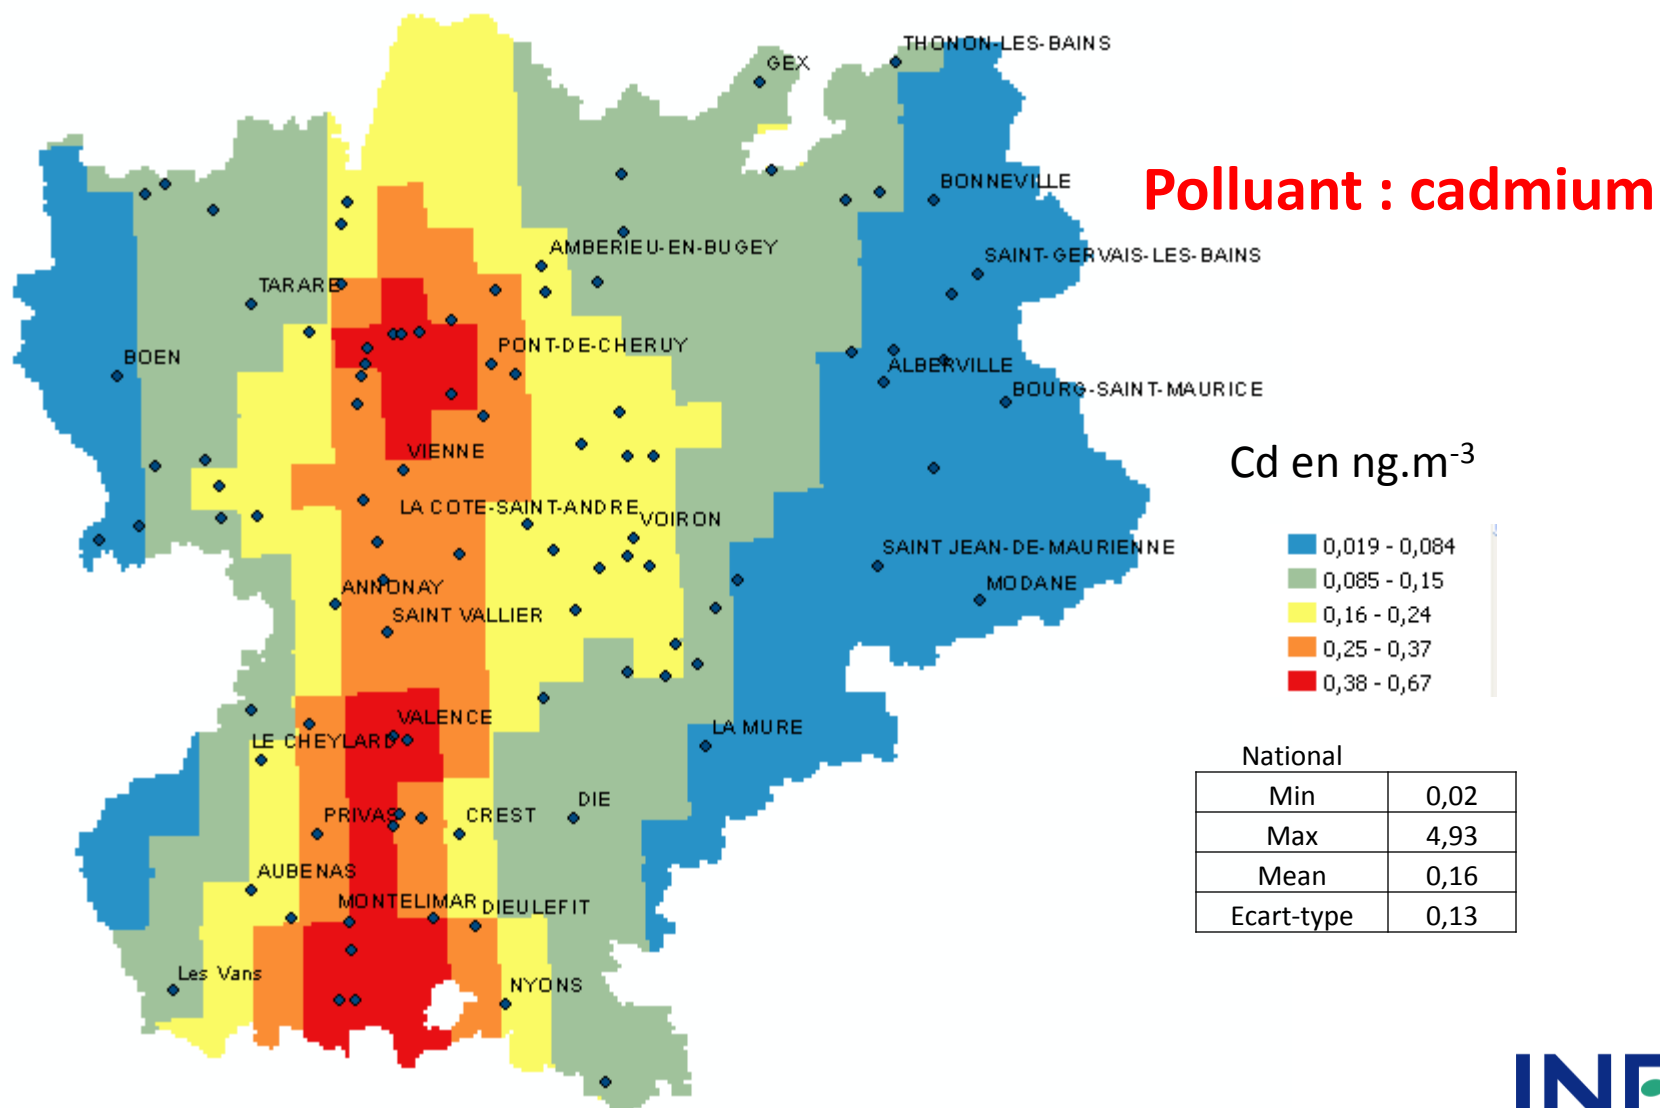 THONON-LES-BAINS
GEX
Polluant : cadmium
BONNEVILLE
AMBERIEU-EN-BUGEY
SAINT-GERVAIS-LES-BAINS
TARARE
PONT-DE-CHERUY
BOEN
ALBERVILLE
BOURG-SAINT-MAURICE
VIENNE
Cd en ng.m-3
LA COTE-SAINT-ANDRE
VOIRON
0,019 - 0,084
SAINT JEAN-DE-MAURIENNE
0,085 - 0,15
MODANE
ANNONAY
0,16 - 0,24
SAINT VALLIER
0,25 - 0,37
0,38 - 0,67
VALENCE
LA MURE
LE CHEYLARD
National
Min 0,02
DIE
PRIVAS
CREST
Max 4,93
AUBENAS
Mean 0,16
MONTELIMAR
DIEULEFIT
Ecart-type 0,13
Les Vans
NYONS